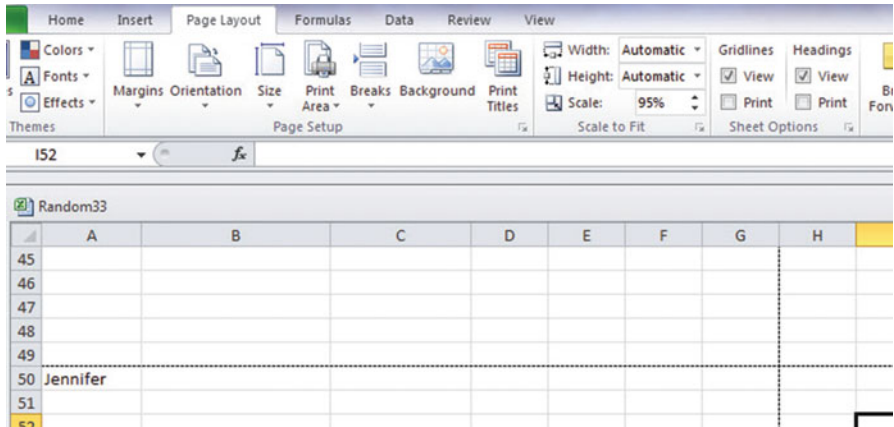 Home Insert Page Layout Formulas Data Review View
Colors Width: Automatic Gridlines Headings
Fonts Height: Automatic View View
Effects Margins Orientation Size Print Area Breaks Background Print Titles Scale: 95% Print Print
Themes Page Setup Scale to Fit Sheet Options
I52 fx
Random33
A B C D E F G H
45
46
47
48
49
50 Jennifer
51
52